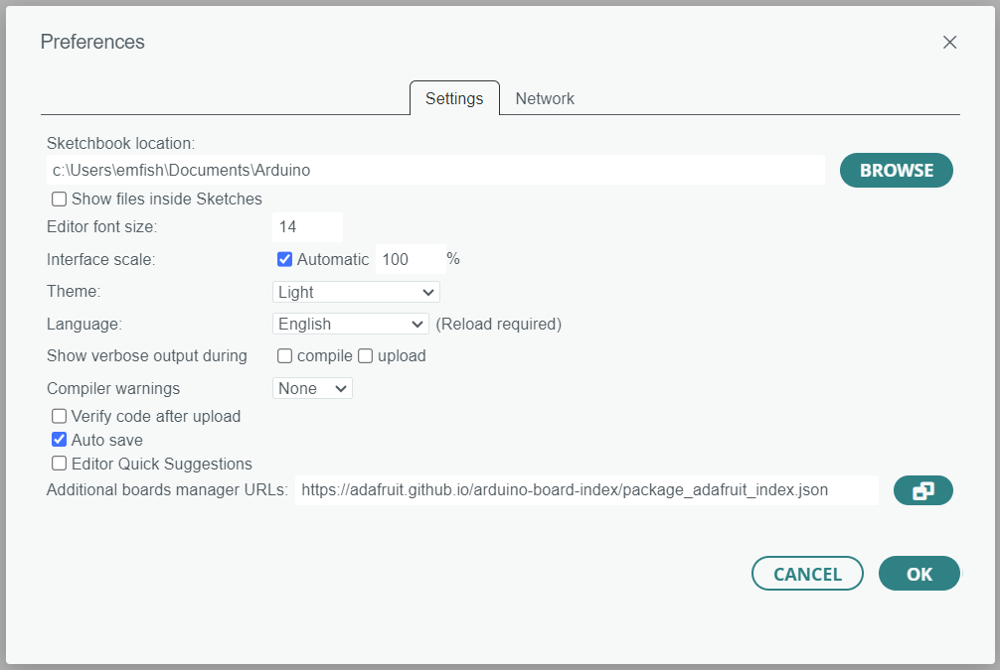 Preferences
Settings Network
Sketchbook location:
c:\Users\emfish\Documents\Arduino BROWSE
Show files inside Sketches
Editor font size: 14
Interface scale: Automatic 100 %
Theme: Light
Language: English (Reload required)
Show verbose output during compile upload
Compiler warnings None
Verify code after upload
Auto save
Editor Quick Suggestions
Additional boards manager URLs: https://adafruit.github.io/arduino-board-index/package_adafruit_index.json
CANCEL OK